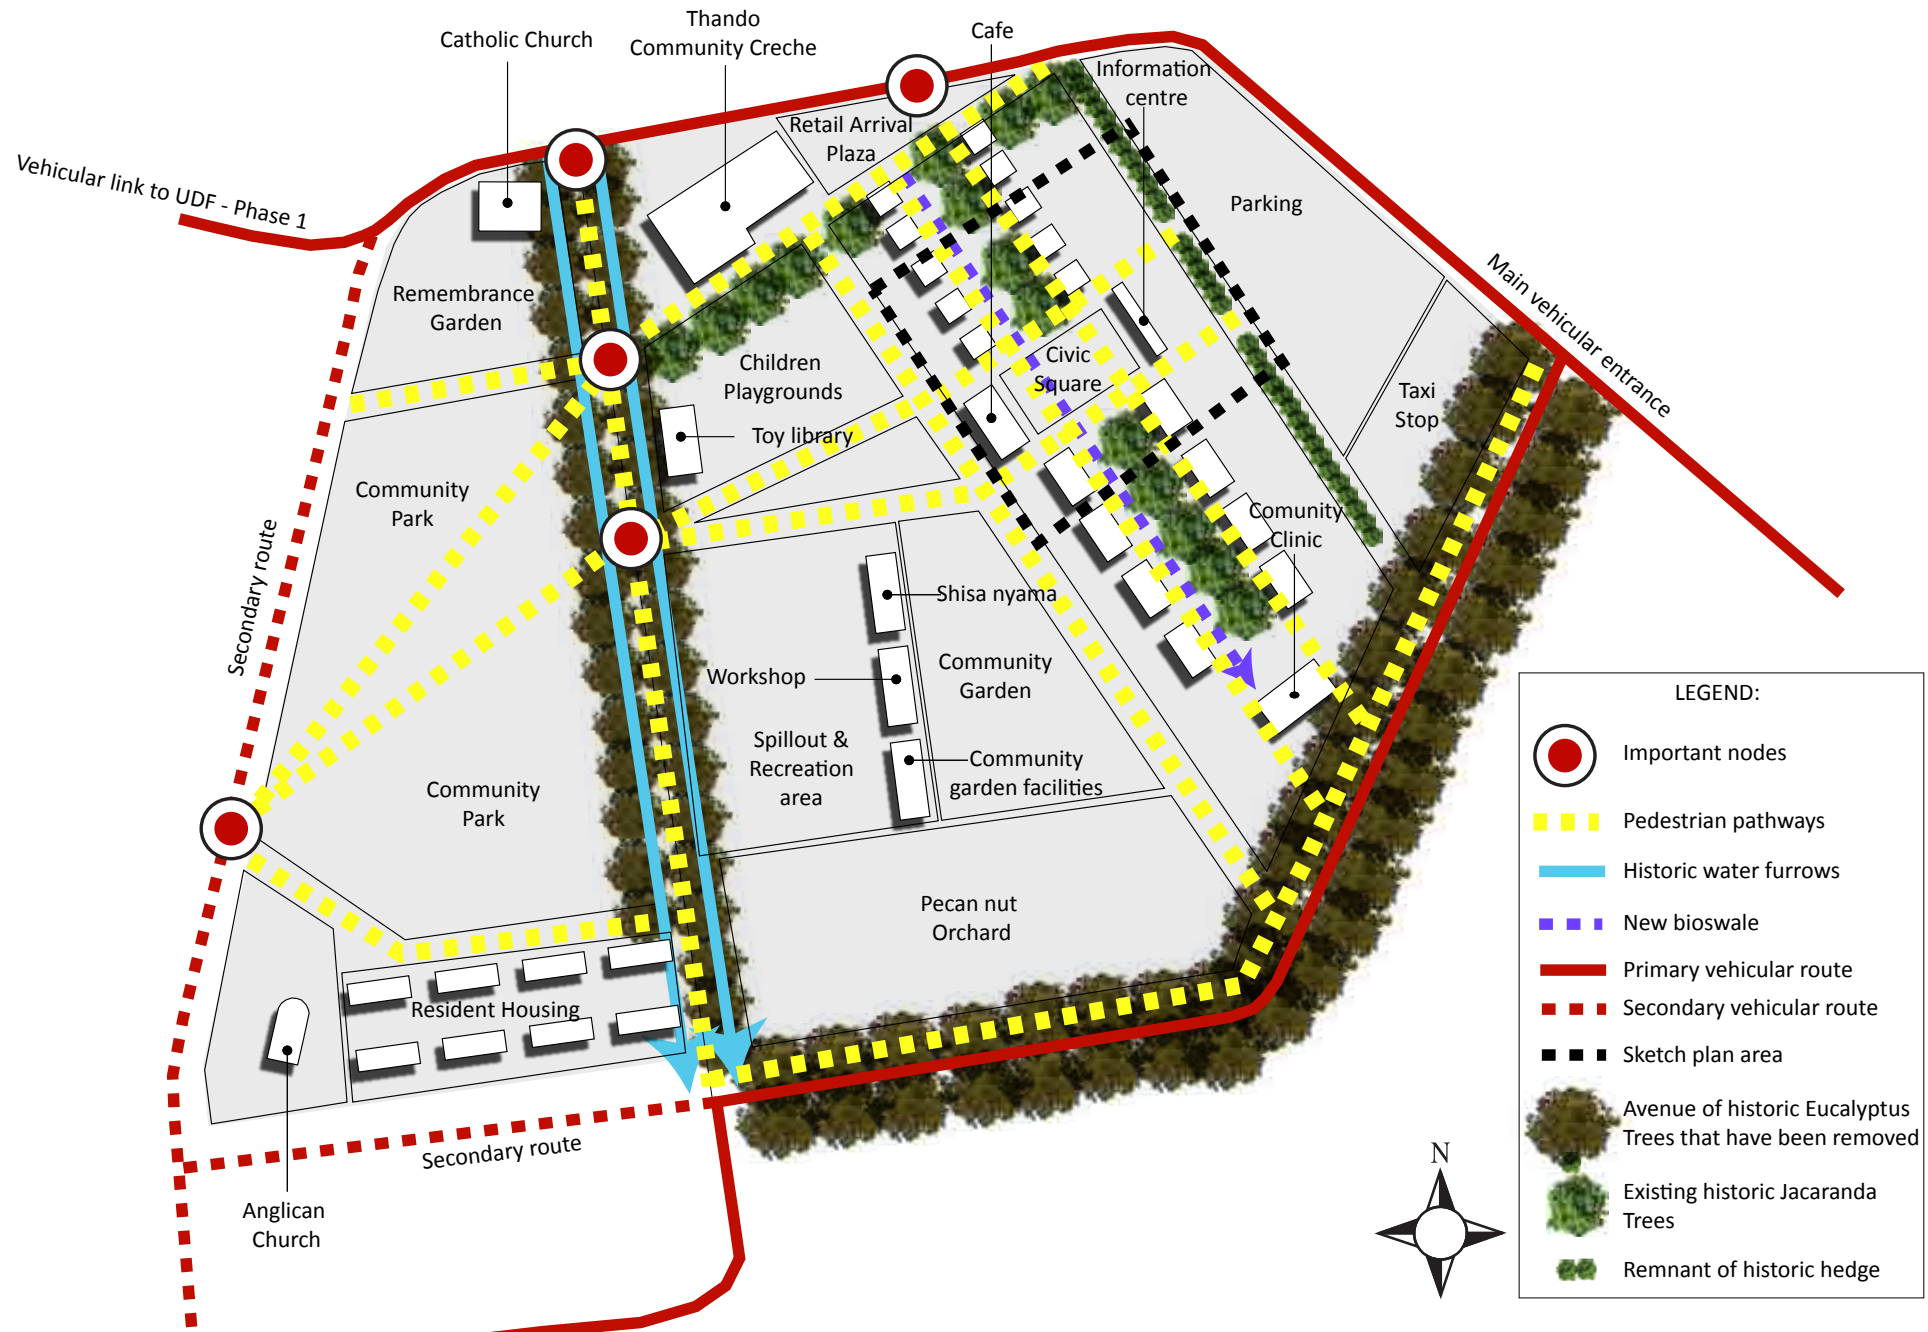 Thando
Community Creche
Catholic Church
Cafe
Information
centre
Retail Arrival
Plaza
Vehicular link to UDF - Phase 1
Parking
Main vehicular entrance
Remembrance
Garden
Children
Playgrounds
Civic
Square
Taxi
Stop
Toy library
Community
Park
Comunity
Clinic
Secondary route
Shisa nyama
Community
Garden
Workshop
Spillout &
Recreation
area
Community
garden facilities
Community
Park
Pecan nut
Orchard
Resident Housing
Secondary route
Anglican
Church
N
LEGEND:
Important nodes
Pedestrian pathways
Historic water furrows
New bioswale
Primary vehicular route
Secondary vehicular route
Sketch plan area
Avenue of historic Eucalyptus
Trees that have been removed
Existing historic Jacaranda
Trees
Remnant of historic hedge